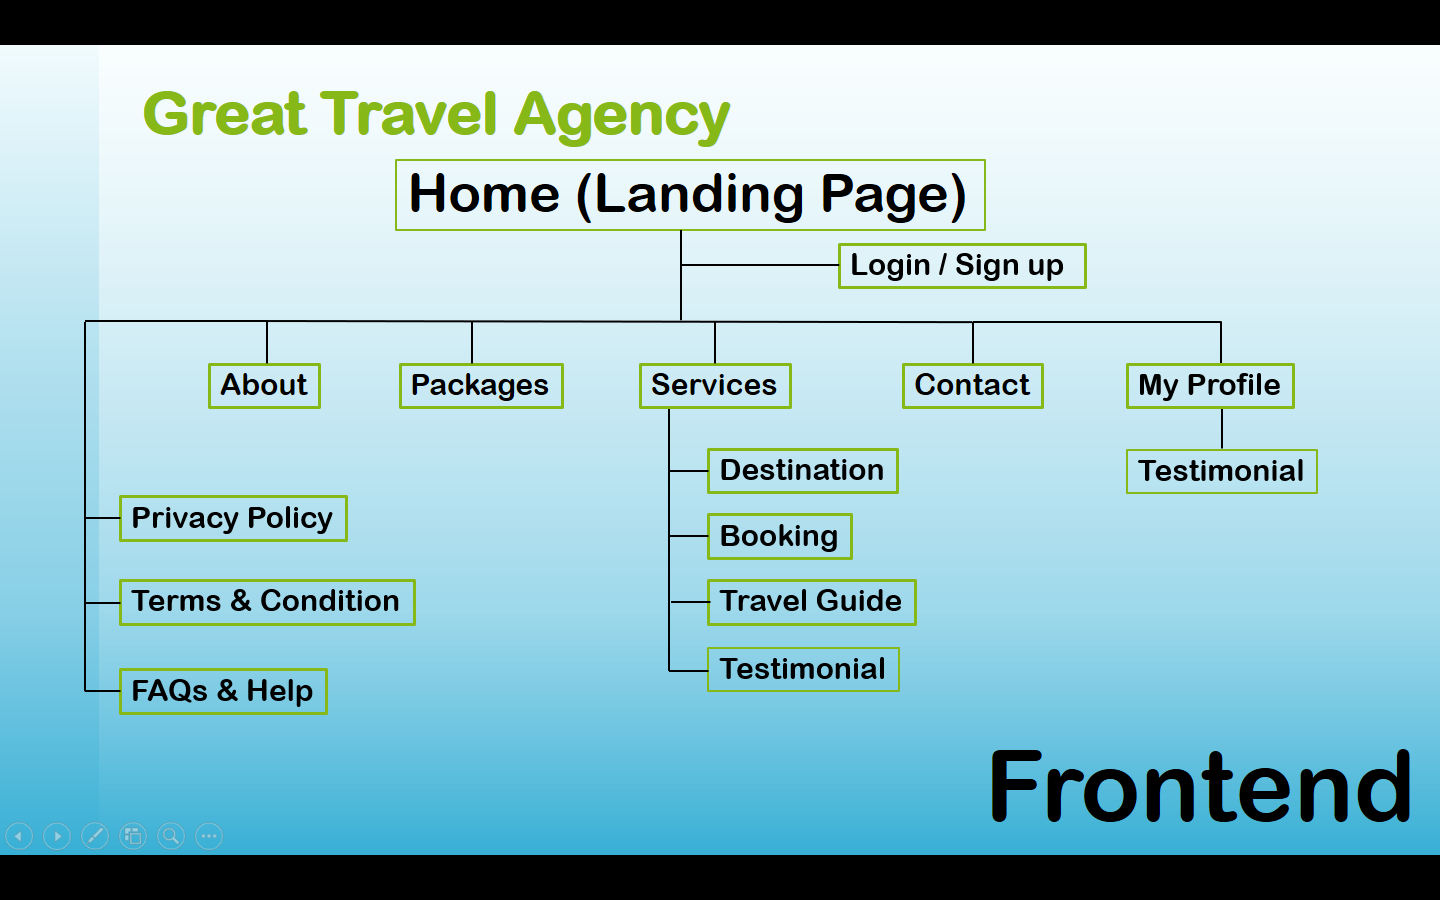 Great Travel Agency
Home (Landing Page)
Login / Sign up
About
Packages
Services
Contact
My Profile
Destination
Testimonial
Privacy Policy
Booking
Terms & Condition
Travel Guide
FAQs & Help
Testimonial
Frontend